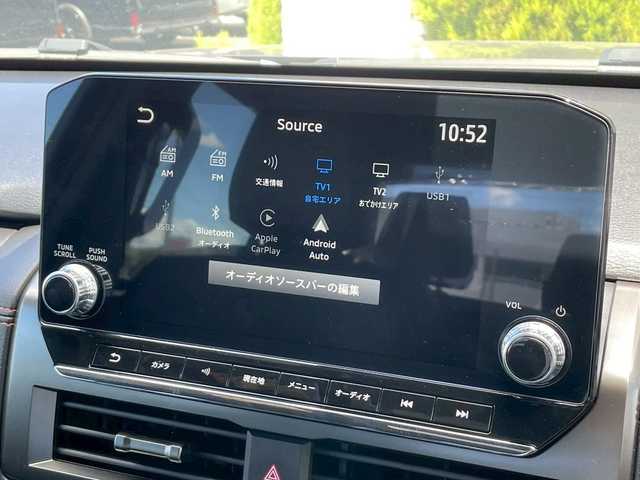 Source
10:52
AM
AM
FM
FM
交通情報
TV1
自宅エリア
TV2
おでかけエリア
USB1
USB2
Bluetooth
オーディオ
Apple
CarPlay
Android
Auto
オーディオソースバーの編集
TUNE
SCROLL
PUSH
SOUND
VOL
カメラ
現在地
メニュー
オーディオ